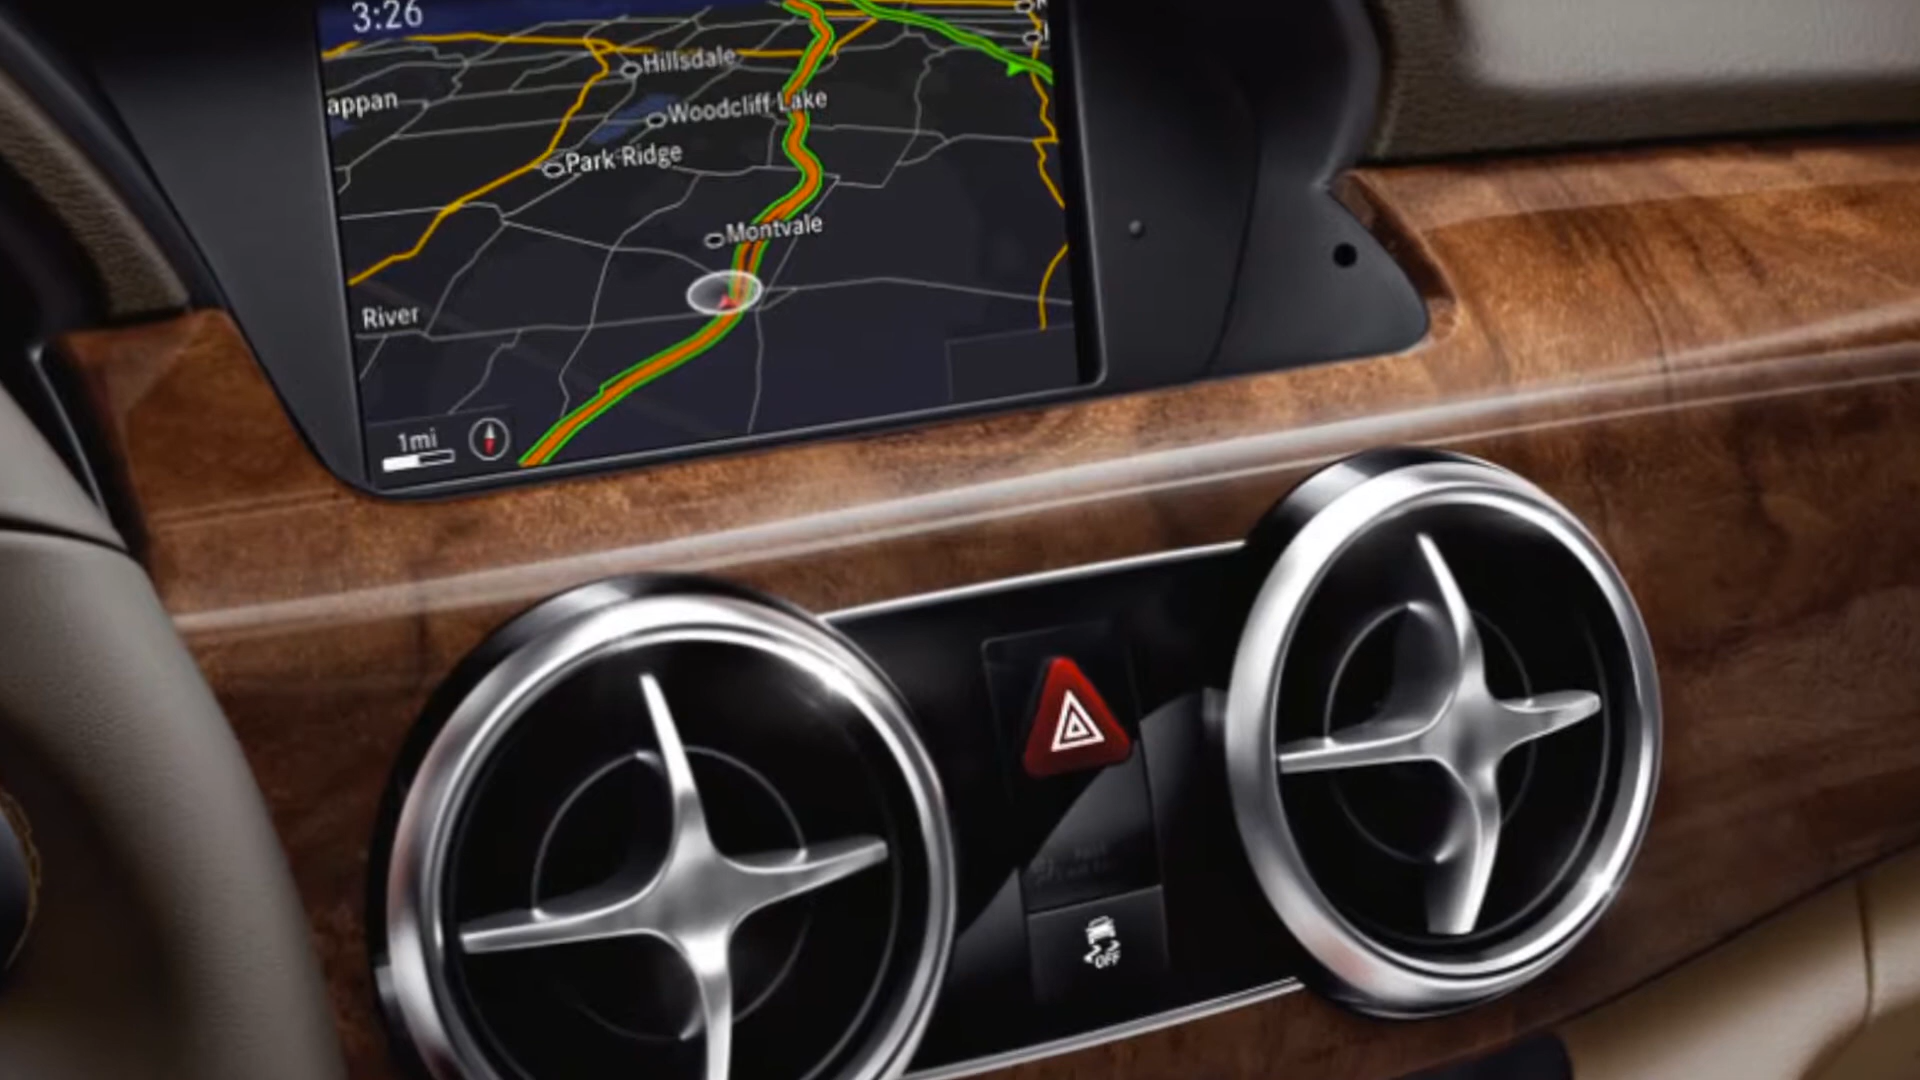 3:26
Hillsdale
appan
Woodcliff Lake
Park Ridge
Montvale
River
1mi
OFF